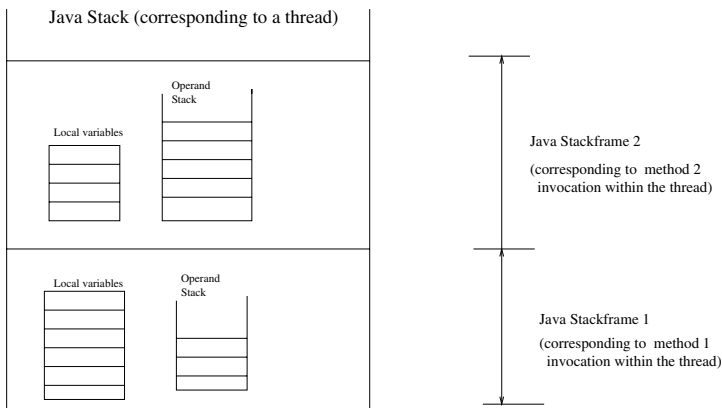 Java Stack (corresponding to a thread)
Operand
Stack
Local variables
Java Stackframe 2
(corresponding to method 2
invocation within the thread)
Local variables
Operand
Stack
Java Stackframe 1
(corresponding to method 1
invocation within the thread)